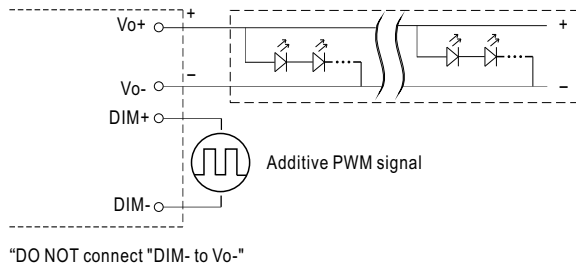 Vo+
+
+
Vo-
–
–
DIM+
Additive PWM signal
DIM-
“DO NOT connect "DIM- to Vo-"